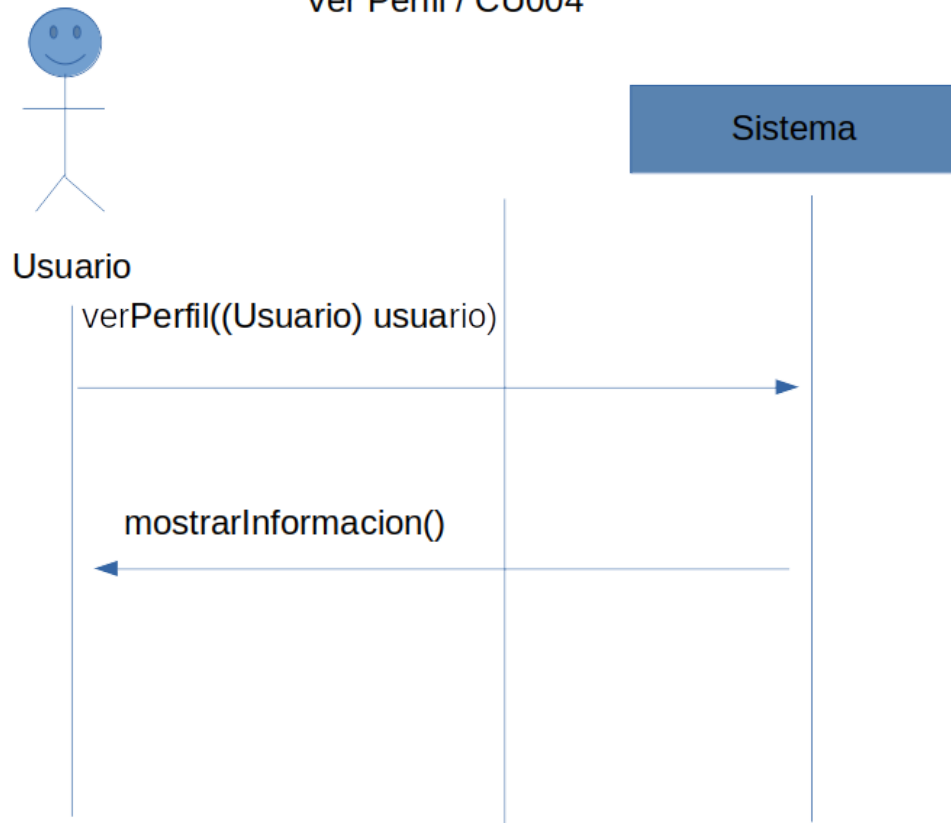 Ver Perfil / CU004
Sistema
Usuario
verPerfil((Usuario) usuario)
mostrarInformacion()